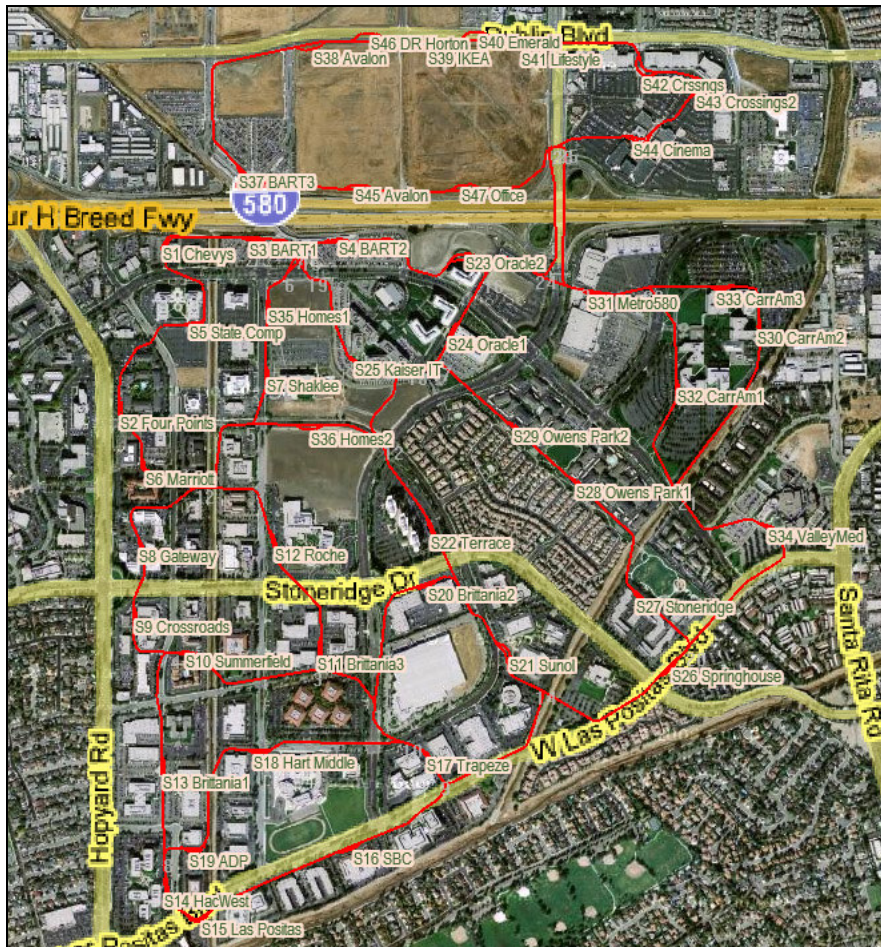 Dublin Blvd
S46 DR Horton
S40 Emerald
S38 Avalon
S39 IKEA
S41 Lifestyle
S42 Crssngs
S43 Crossings2
S44 Cinema
S37 BART3
S45 Avalon
S47 Office
580
ur H Breed Fwy
S1 Chevys
S3 BART1
S4 BART2
S23 Oracle2
S31 Metro580
S33 CarrAm3
S35 Homes1
S5 State Comp
S30 CarrAm2
S24 Oracle1
S25 Kaiser IT
S7 Shaklee
S32 CarrAm1
S2 Four Points
S36 Homes2
S29 Owens Park2
S6 Marriott
S28 Owens Park1
S34 ValleyMed
S22 Terrace
S8 Gateway
S12 Roche
Stoneridge Dr
S20 Brittania2
S27 Stoneridge
Santa Rita Rd
S9 Crossroads
S10 Summerfield
S11 Brittania3
S21 Sunol
S26 Springhouse
W Las Positas Blvd
Hopyard Rd
S18 Hart Middle
S17 Trapeze
S13 Brittania1
S19 ADP
S16 SBC
S14 HacWest
S15 Las Positas
Positas